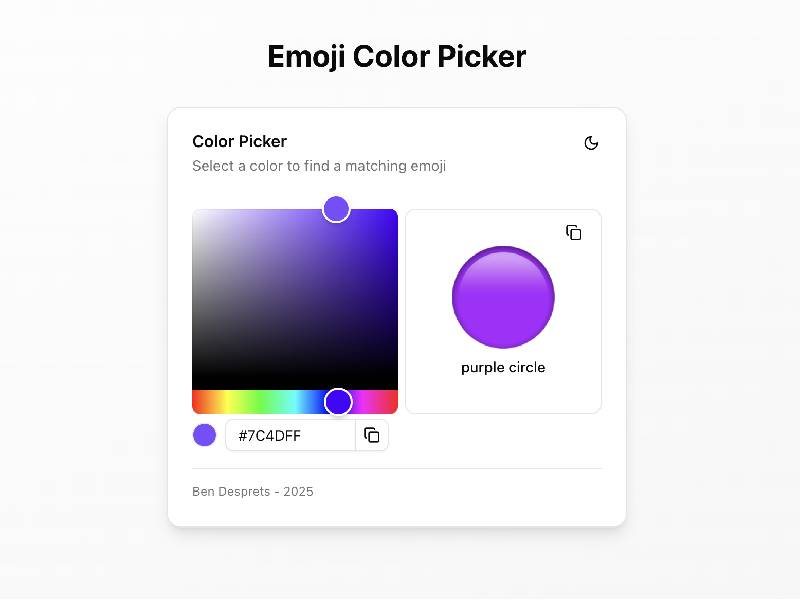 Emoji Color Picker
Color Picker
Select a color to find a matching emoji
purple circle
#7C4DFF
Ben Desprets - 2025